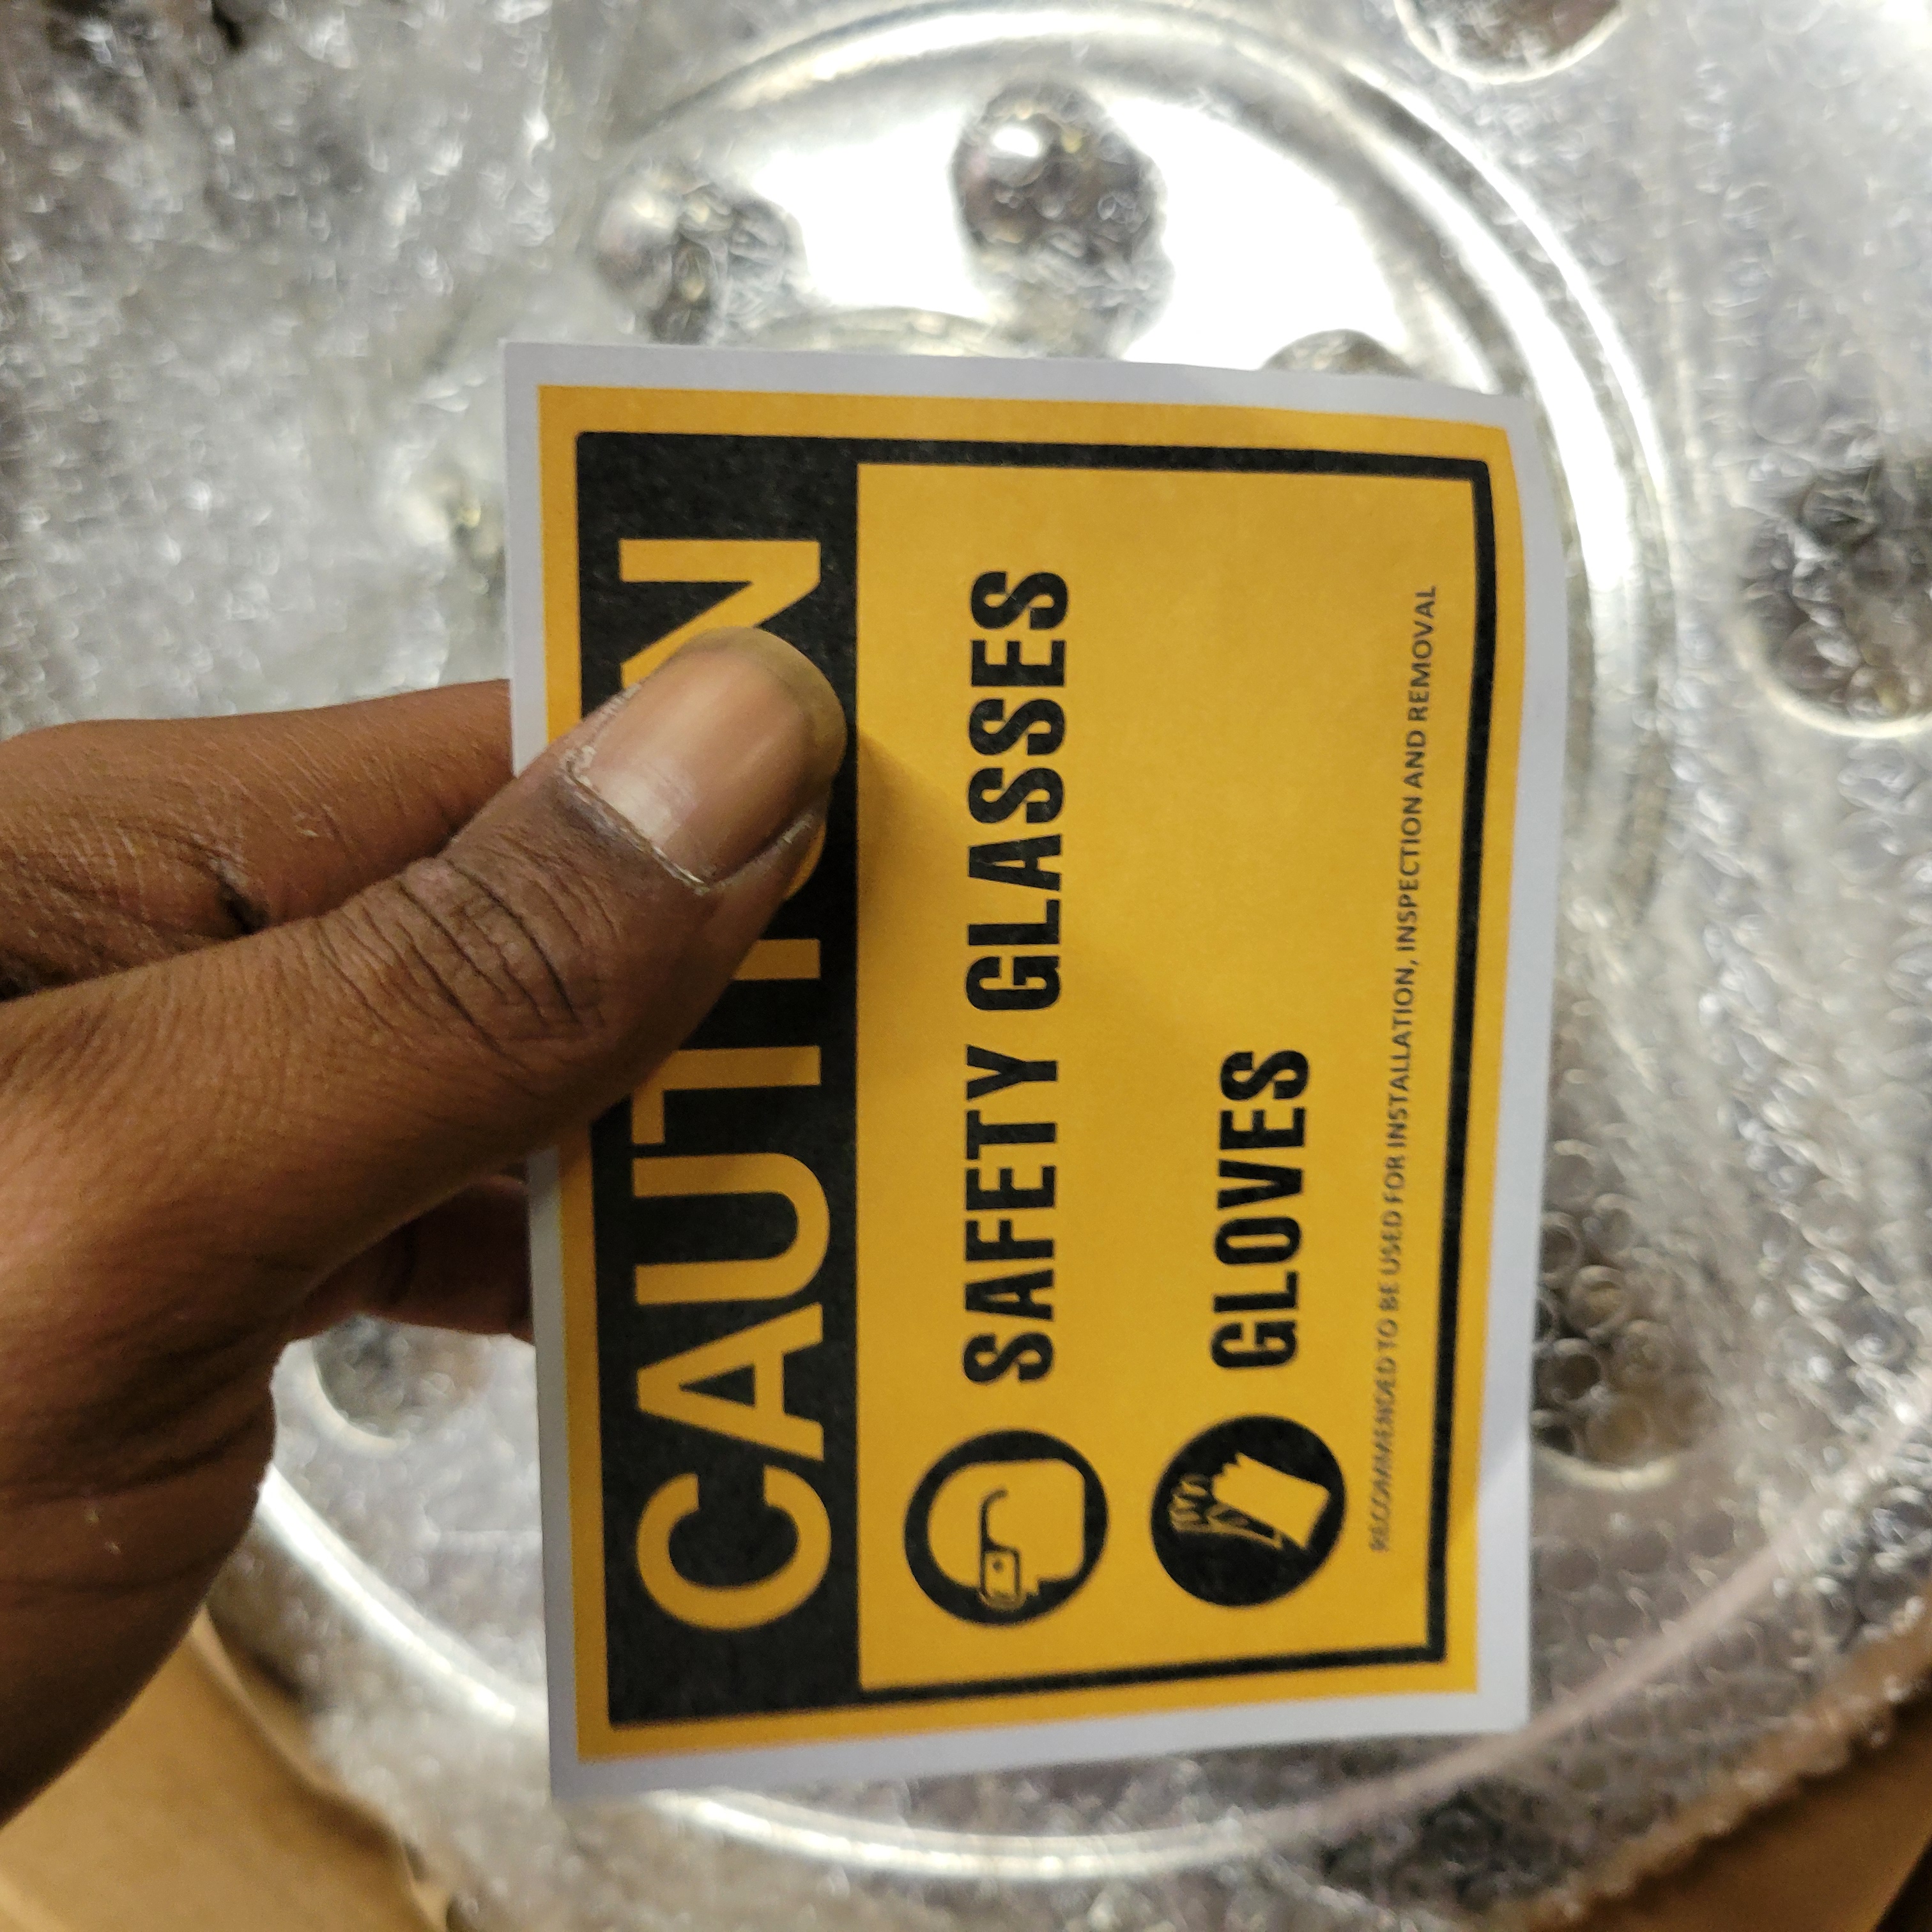 CAUTION
SAFETY GLASSES
GLOVES
RECOMMENDED TO BE USED FOR INSTALLATION, INSPECTION AND REMOVAL